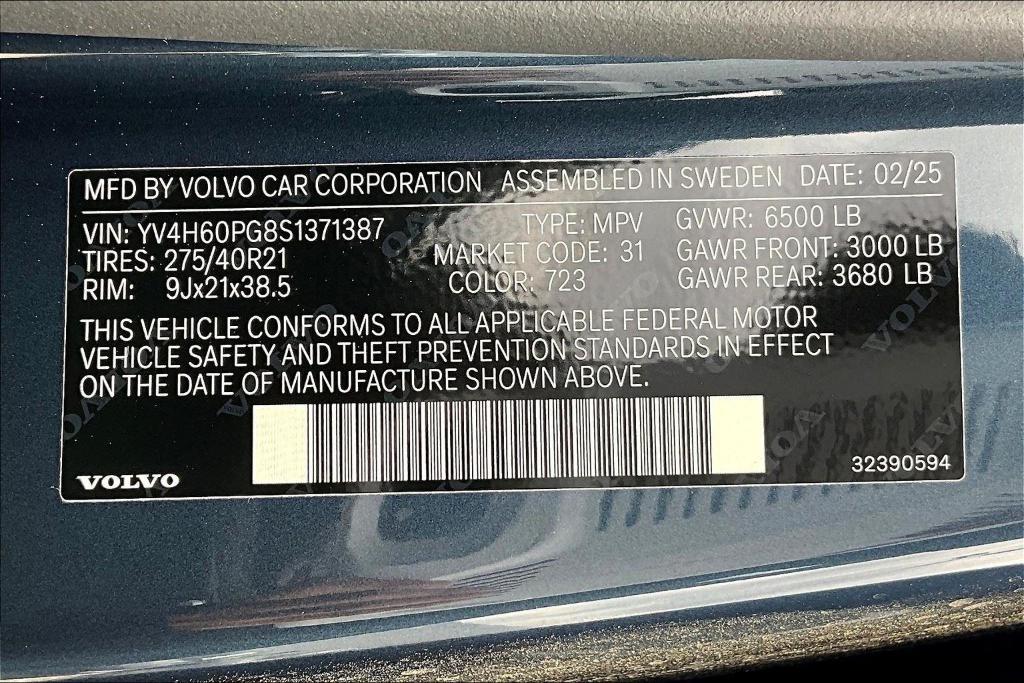 MFD BY VOLVO CAR CORPORATION ASSEMBLED IN SWEDEN DATE: 02/25
VIN: YV4H60PG8S1371387 TYPE: MPV GVWR: 6500 LB
TIRES: 275/40R21 MARKET CODE: 31 GAWR FRONT: 3000 LB
RIM: 9Jx21x38.5 COLOR: 723 GAWR REAR: 3680 LB
THIS VEHICLE CONFORMS TO ALL APPLICABLE FEDERAL MOTOR
VEHICLE SAFETY AND THEFT PREVENTION STANDARDS IN EFFECT
ON THE DATE OF MANUFACTURE SHOWN ABOVE.
VOLVO 32390594